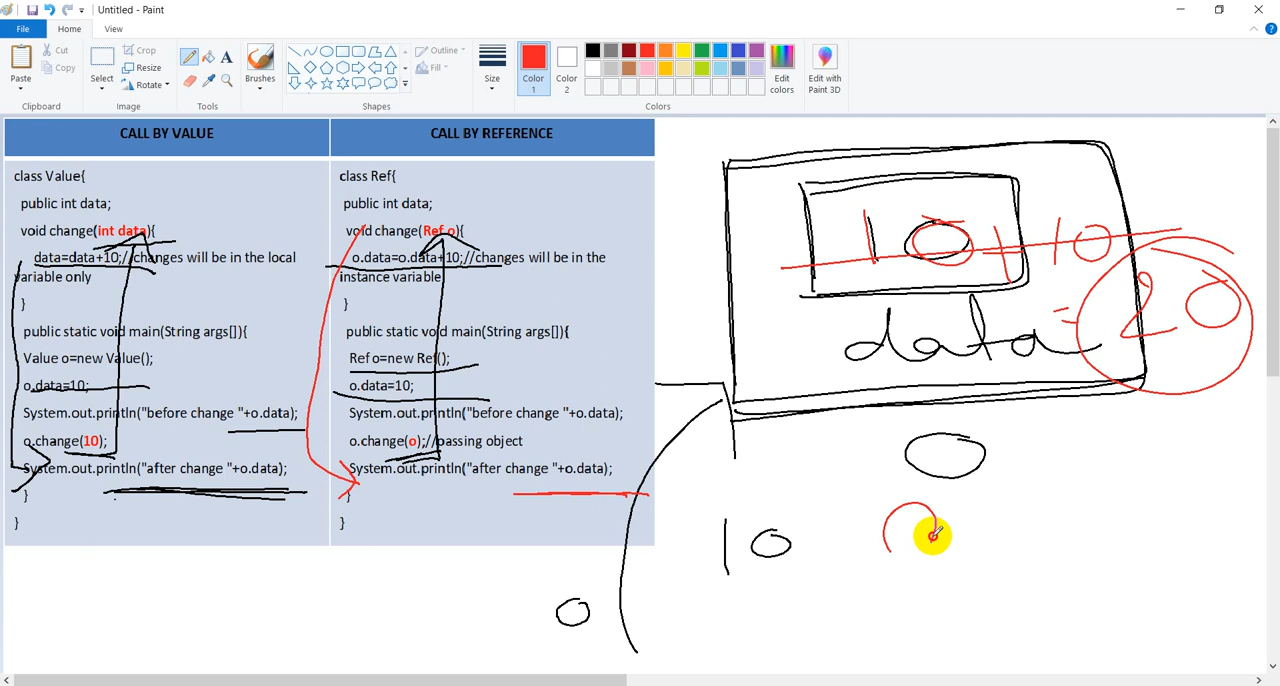 Untitled - Paint
File
Home
View
Paste
Cut
Copy
Clipboard
Select
Crop
Resize
Rotate
Image
A
Tools
Brushes
Outline
Fill
Shapes
Size
Color
1
Color
2
Colors
Edit
colors
Edit with
Paint 3D
CALL BY VALUE
class Value{
public int data;
void change(int data){
data=data+10;//changes will be in the local
variable only
}
public static void main(String args[]){
Value o=new Value();
o.data=10;
System.out.println("before change "+o.data);
o.change(10);
System.out.println("after change "+o.data);
}
}
CALL BY REFERENCE
class Ref{
public int data;
void change(Ref o){
o.data=o.data+10;//changes will be in the
instance variable
}
public static void main(String args[]){
Ref o=new Ref();
o.data=10;
System.out.println("before change "+o.data);
o.change(o);//passing object
System.out.println("after change "+o.data);
}
}
10+10
=20
data
o
10
o